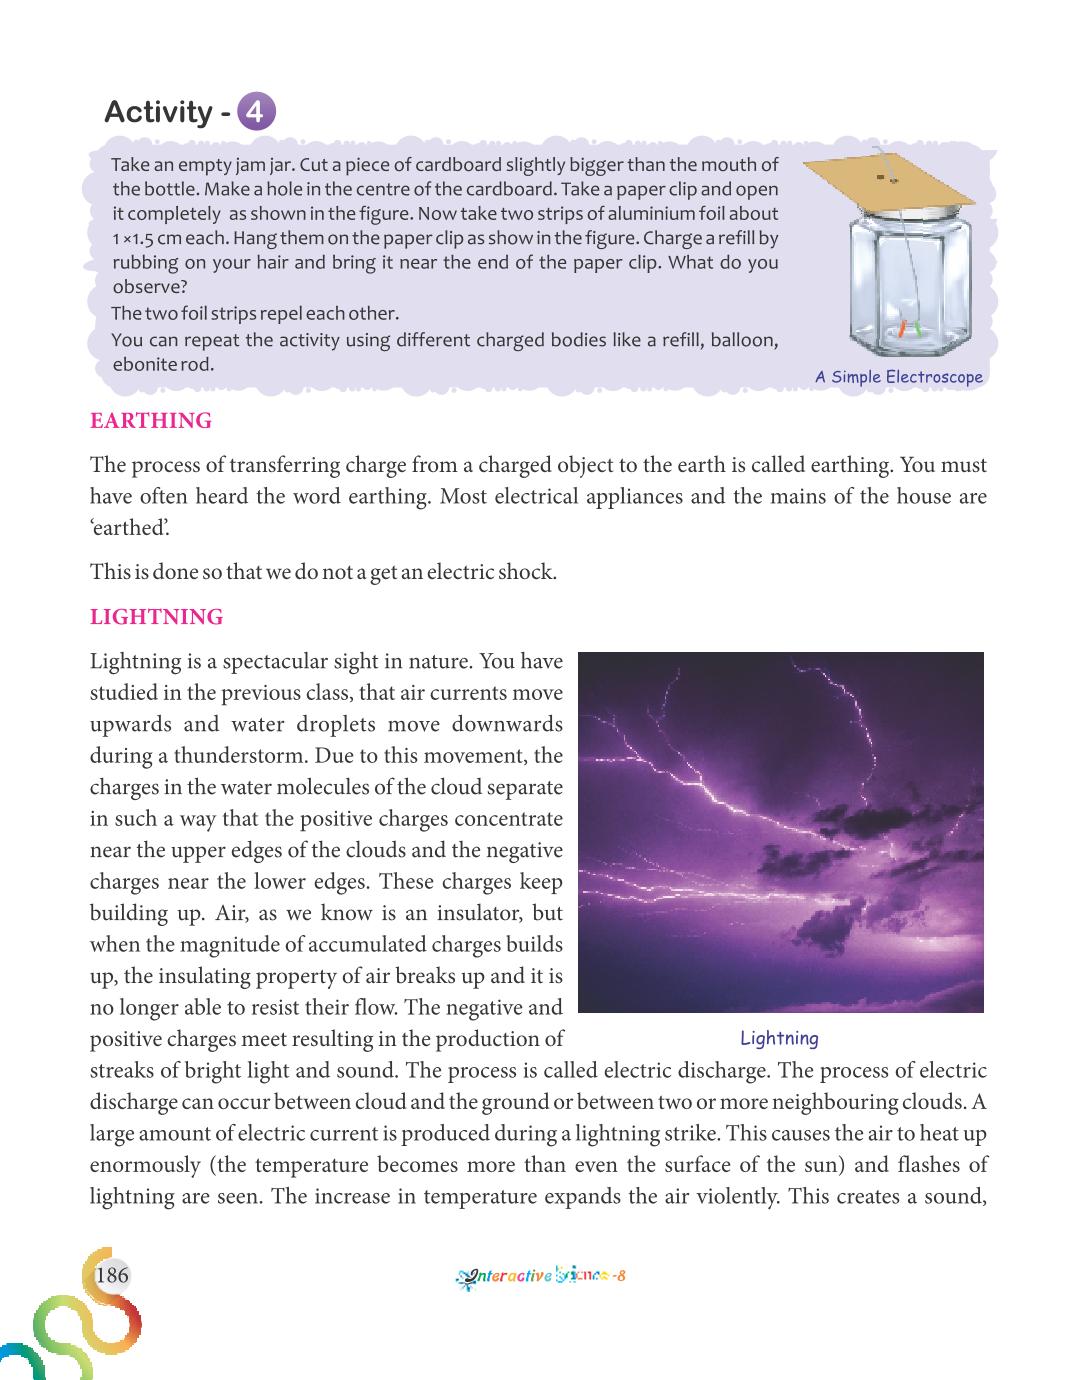 Activity - 4
Take an empty jam jar. Cut a piece of cardboard slightly bigger than the mouth of
the bottle. Make a hole in the centre of the cardboard. Take a paper clip and open
it completely as shown in the figure. Now take two strips of aluminium foil about
1 ×1.5 cm each. Hang them on the paper clip as show in the figure. Charge a refill by
rubbing on your hair and bring it near the end of the paper clip. What do you
observe?
The two foil strips repel each other.
You can repeat the activity using different charged bodies like a refill, balloon,
ebonite rod.
A Simple Electroscope
EARTHING
The process of transferring charge from a charged object to the earth is called earthing. You must
have often heard the word earthing. Most electrical appliances and the mains of the house are
‘earthed’.
This is done so that we do not a get an electric shock.
LIGHTNING
Lightning is a spectacular sight in nature. You have
studied in the previous class, that air currents move
upwards and water droplets move downwards
during a thunderstorm. Due to this movement, the
charges in the water molecules of the cloud separate
in such a way that the positive charges concentrate
near the upper edges of the clouds and the negative
charges near the lower edges. These charges keep
building up. Air, as we know is an insulator, but
when the magnitude of accumulated charges builds
up, the insulating property of air breaks up and it is
no longer able to resist their flow. The negative and
positive charges meet resulting in the production of
Lightning
streaks of bright light and sound. The process is called electric discharge. The process of electric
discharge can occur between cloud and the ground or between two or more neighbouring clouds. A
large amount of electric current is produced during a lightning strike. This causes the air to heat up
enormously (the temperature becomes more than even the surface of the sun) and flashes of
lightning are seen. The increase in temperature expands the air violently. This creates a sound,
186
Interactive Science-8